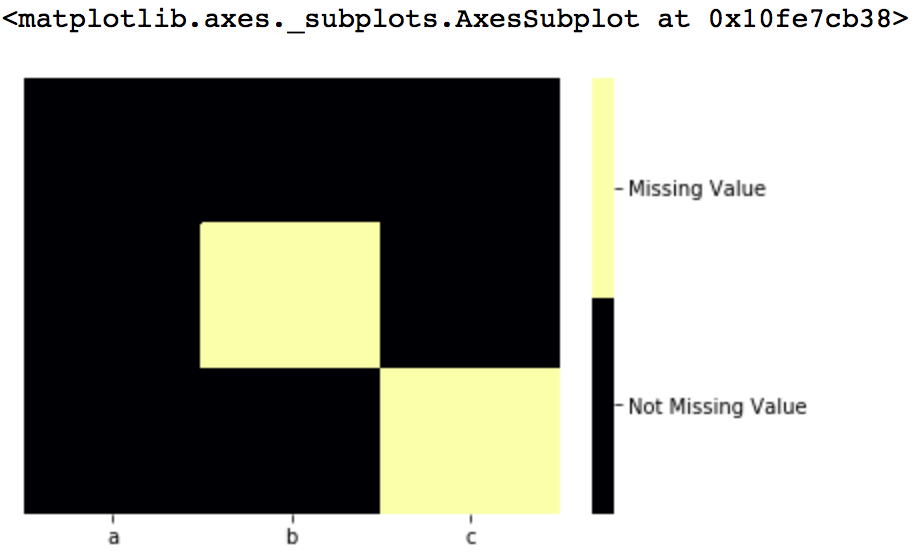 <matplotlib.axes._subplots.AxesSubplot at 0x10fe7cb38>
Missing Value
Not Missing Value
a b c